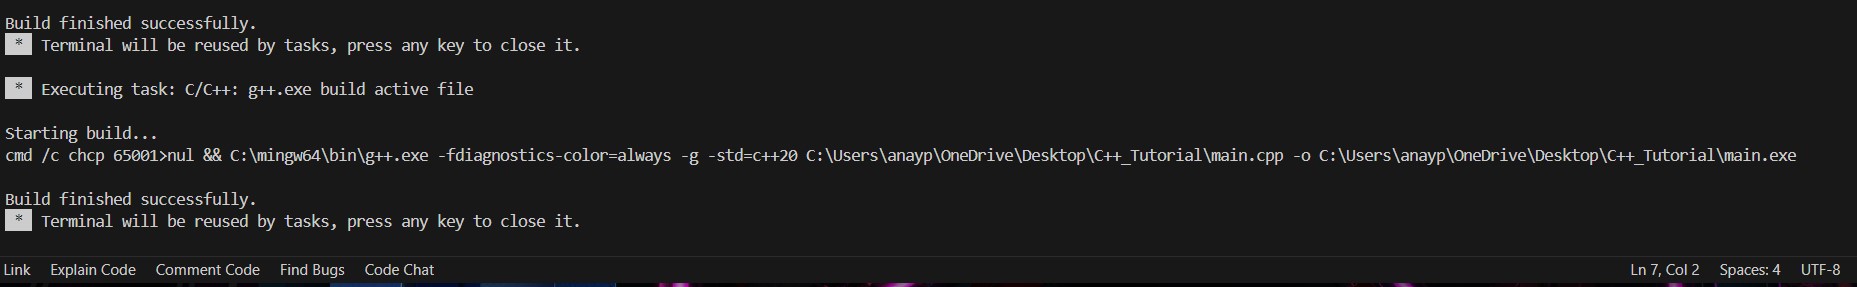 Build finished successfully.
* Terminal will be reused by tasks, press any key to close it.
* Executing task: C/C++: g++.exe build active file
Starting build...
cmd /c chcp 65001>nul && C:\mingw64\bin\g++.exe -fdiagnostics-color=always -g -std=c++20 C:\Users\anayp\OneDrive\Desktop\C++_Tutorial\main.cpp -o C:\Users\anayp\OneDrive\Desktop\C++_Tutorial\main.exe
Build finished successfully.
* Terminal will be reused by tasks, press any key to close it.
Link Explain Code Comment Code Find Bugs Code Chat Ln 7, Col 2 Spaces: 4 UTF-8